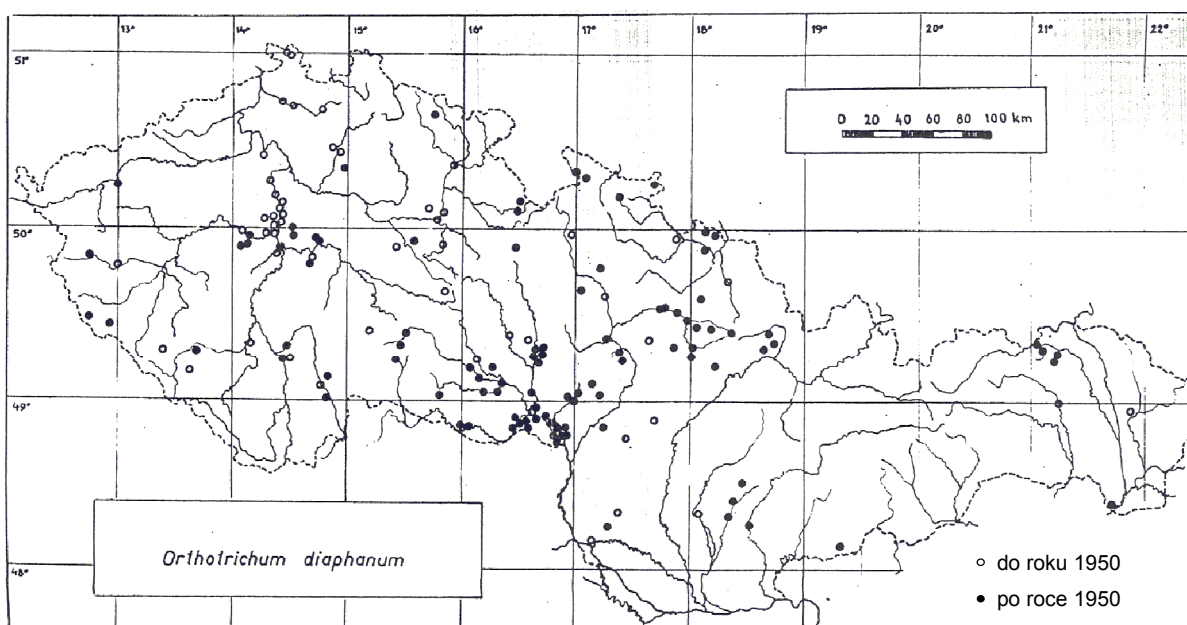 13° 14° 15° 16° 17° 18° 19° 20° 21° 22°
51°
0 20 40 60 80 100 km
50°
49°
Orthotrichum diaphanum
48°
○ do roku 1950
● po roce 1950